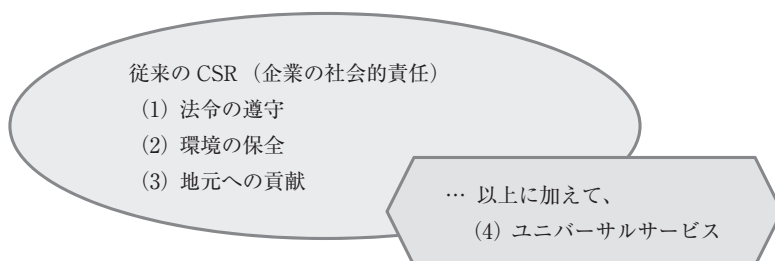 従来の CSR（企業の社会的責任）
(1) 法令の遵守
(2) 環境の保全
(3) 地元への貢献
… 以上に加えて、
(4) ユニバーサルサービス